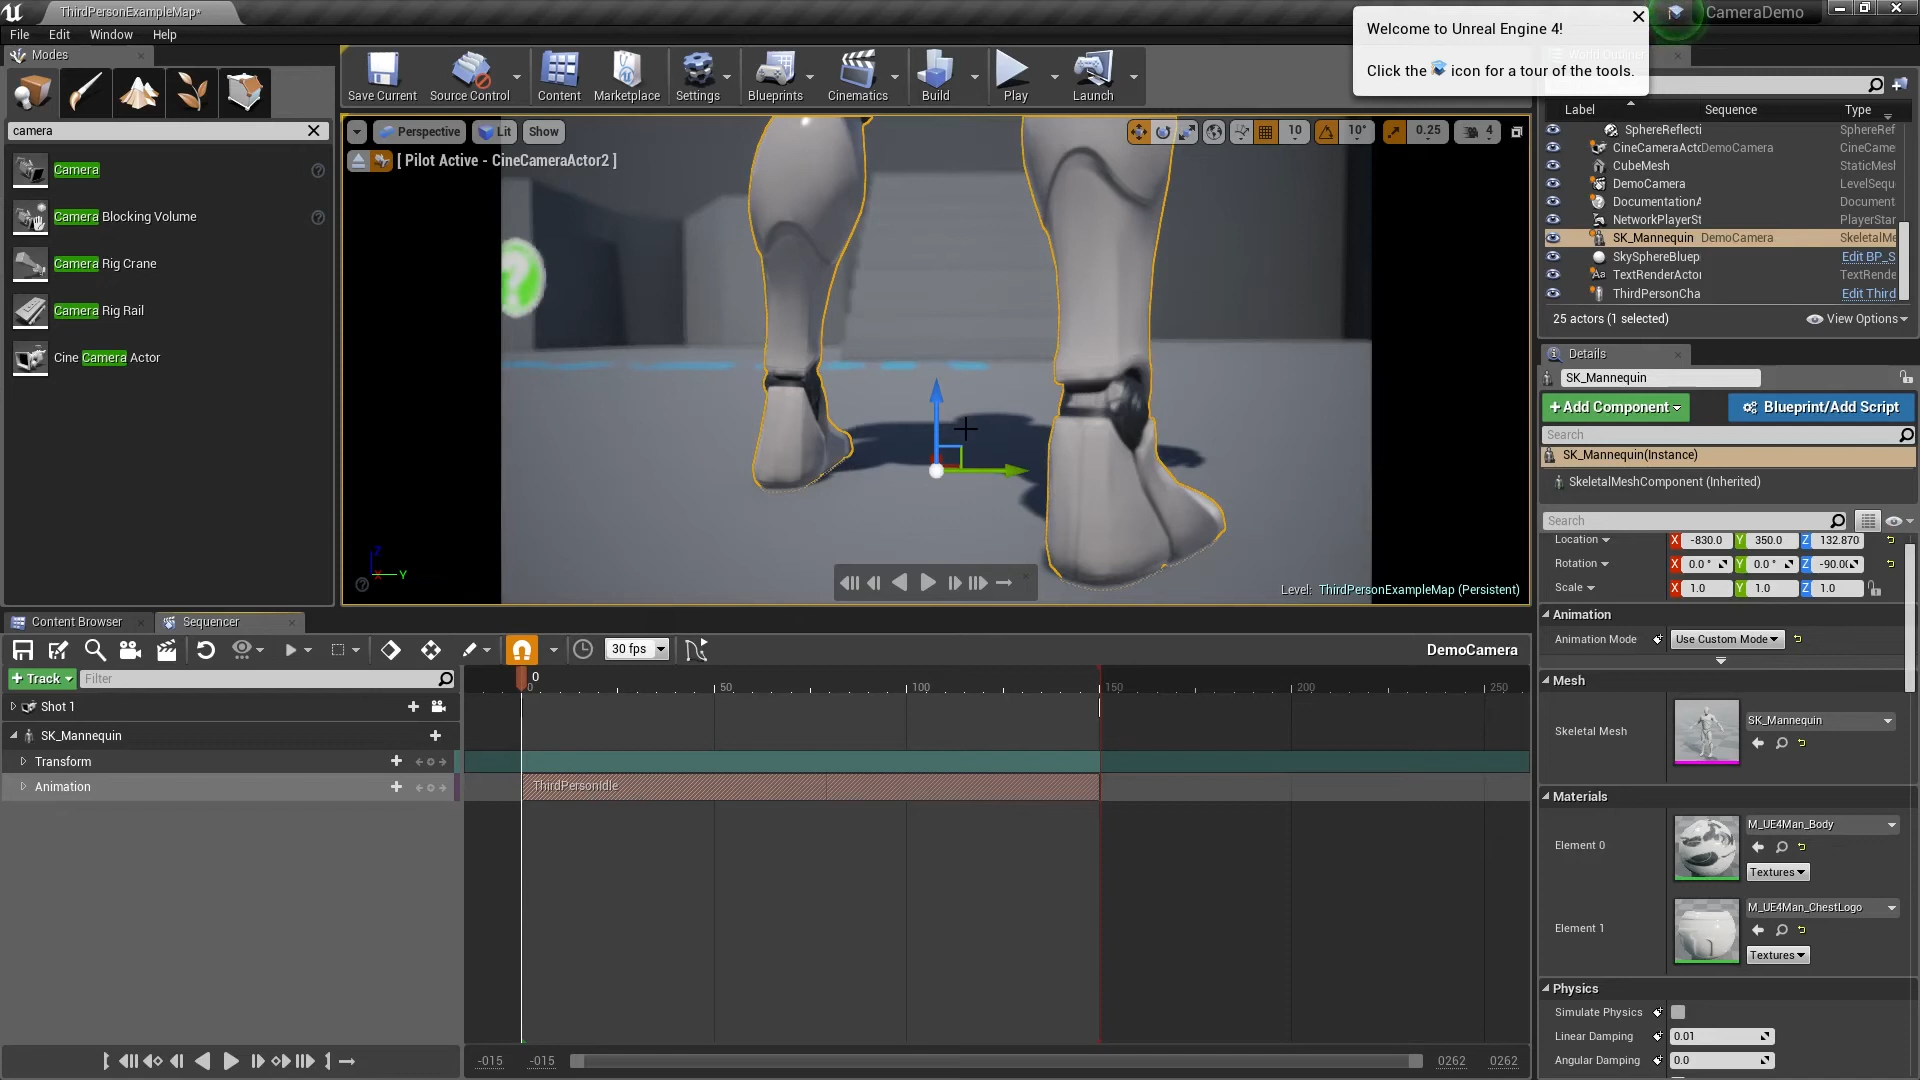 ThirdPersonExampleMap*
CameraDemo
File Edit Window Help
Welcome to Unreal Engine 4!
Click the icon for a tour of the tools.
Modes
Save Current
Source Control
Content
Marketplace
Settings
Blueprints
Cinematics
Build
Play
Launch
camera
Camera
Camera Blocking Volume
Camera Rig Crane
Camera Rig Rail
Cine Camera Actor
Perspective
Lit
Show
10
10°
0.25
4
[ Pilot Active - CineCameraActor2 ]
Z
Y
Level: ThirdPersonExampleMap (Persistent)
Label Sequence Type
SphereReflecti SphereRef
CineCameraActo DemoCamera CineCame
CubeMesh StaticMesh
DemoCamera LevelSequ
DocumentationA Document
NetworkPlayerSt PlayerStar
SK_Mannequin DemoCamera SkeletalMe
SkySphereBluep Edit BP_S
TextRenderActor TextRende
ThirdPersonCha Edit Third
25 actors (1 selected)
View Options
Details
SK_Mannequin
Add Component
Blueprint/Add Script
Search
SK_Mannequin(Instance)
SkeletalMeshComponent (Inherited)
Search
Location X -830.0 Y 350.0 Z 132.870
Rotation X 0.0 ° Y 0.0 ° Z -90.0(
Scale X 1.0 Y 1.0 Z 1.0
Animation
Animation Mode Use Custom Mode
Mesh
Skeletal Mesh
SK_Mannequin
Materials
Element 0
M_UE4Man_Body
Textures
Element 1
M_UE4Man_ChestLogo
Textures
Physics
Simulate Physics
Linear Damping 0.01
Angular Damping 0.0
Content Browser
Sequencer
30 fps
DemoCamera
Track
Filter
0
0 50 100 150 200 250
Shot 1
SK_Mannequin
Transform
Animation
ThirdPersonIdle
-015 -015 0262 0262